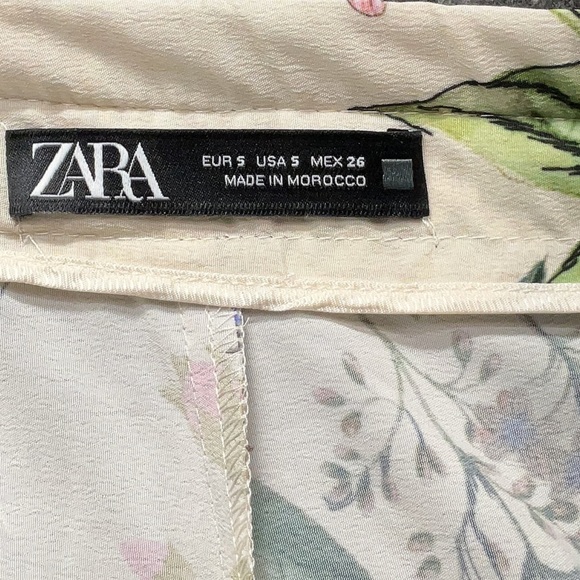 ZARA
EUR S USA S MEX 26
MADE IN MOROCCO